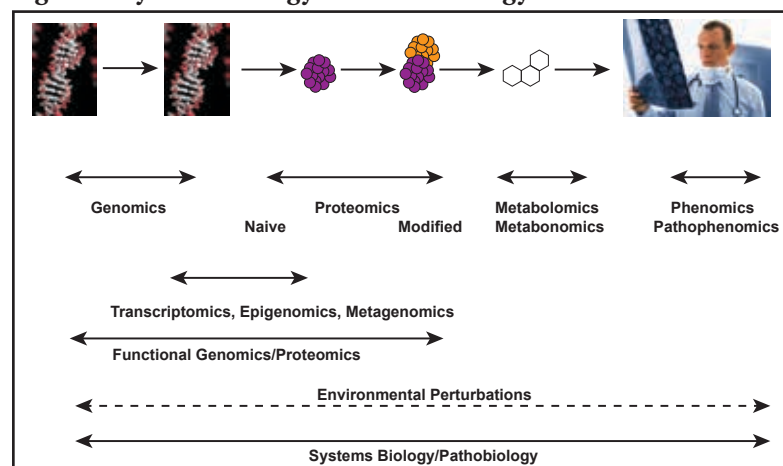 Genomics
Proteomics
Metabolomics
Phenomics
Naive
Modified
Metabonomics
Pathophenomics
Transcriptomics, Epigenomics, Metagenomics
Functional Genomics/Proteomics
Environmental Perturbations
Systems Biology/Pathobiology